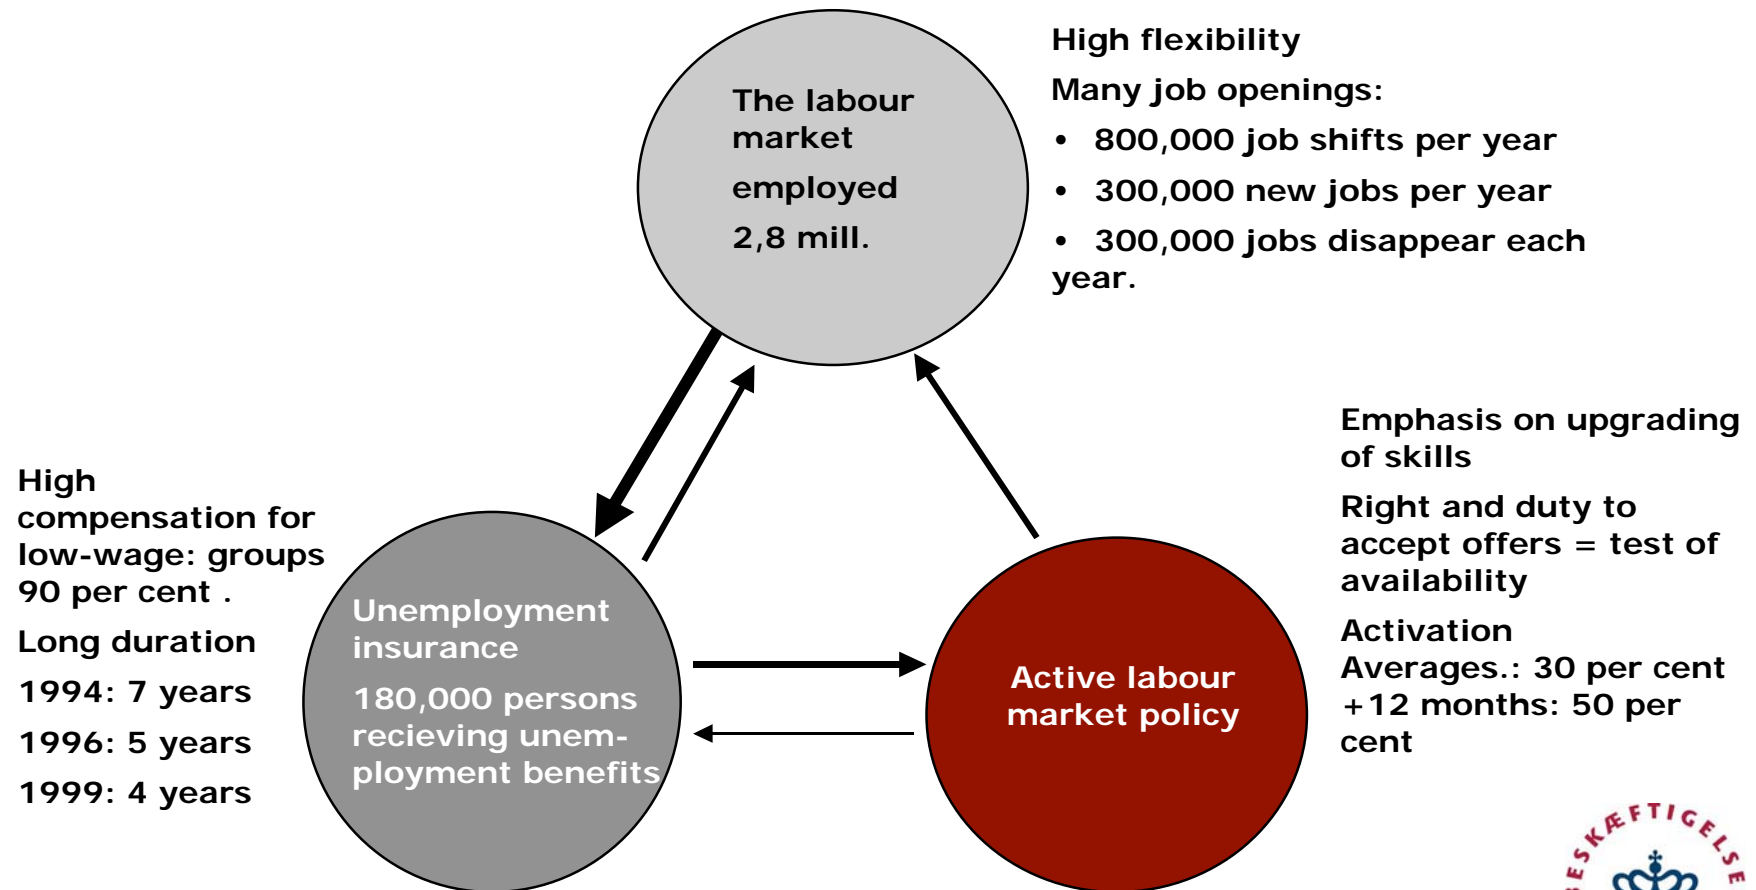 The labour
market
employed
2,8 mill.
High flexibility
Many job openings:
• 800,000 job shifts per year
• 300,000 new jobs per year
• 300,000 jobs disappear each
year.
High
compensation for
low-wage: groups
90 per cent .
Long duration
1994: 7 years
1996: 5 years
1999: 4 years
Unemployment
insurance
180,000 persons
recieving unem-
ployment benefits
Active labour
market policy
Emphasis on upgrading
of skills
Right and duty to
accept offers = test of
availability
Activation
Averages.: 30 per cent
+12 months: 50 per
cent
BESKÆFTIGELSE